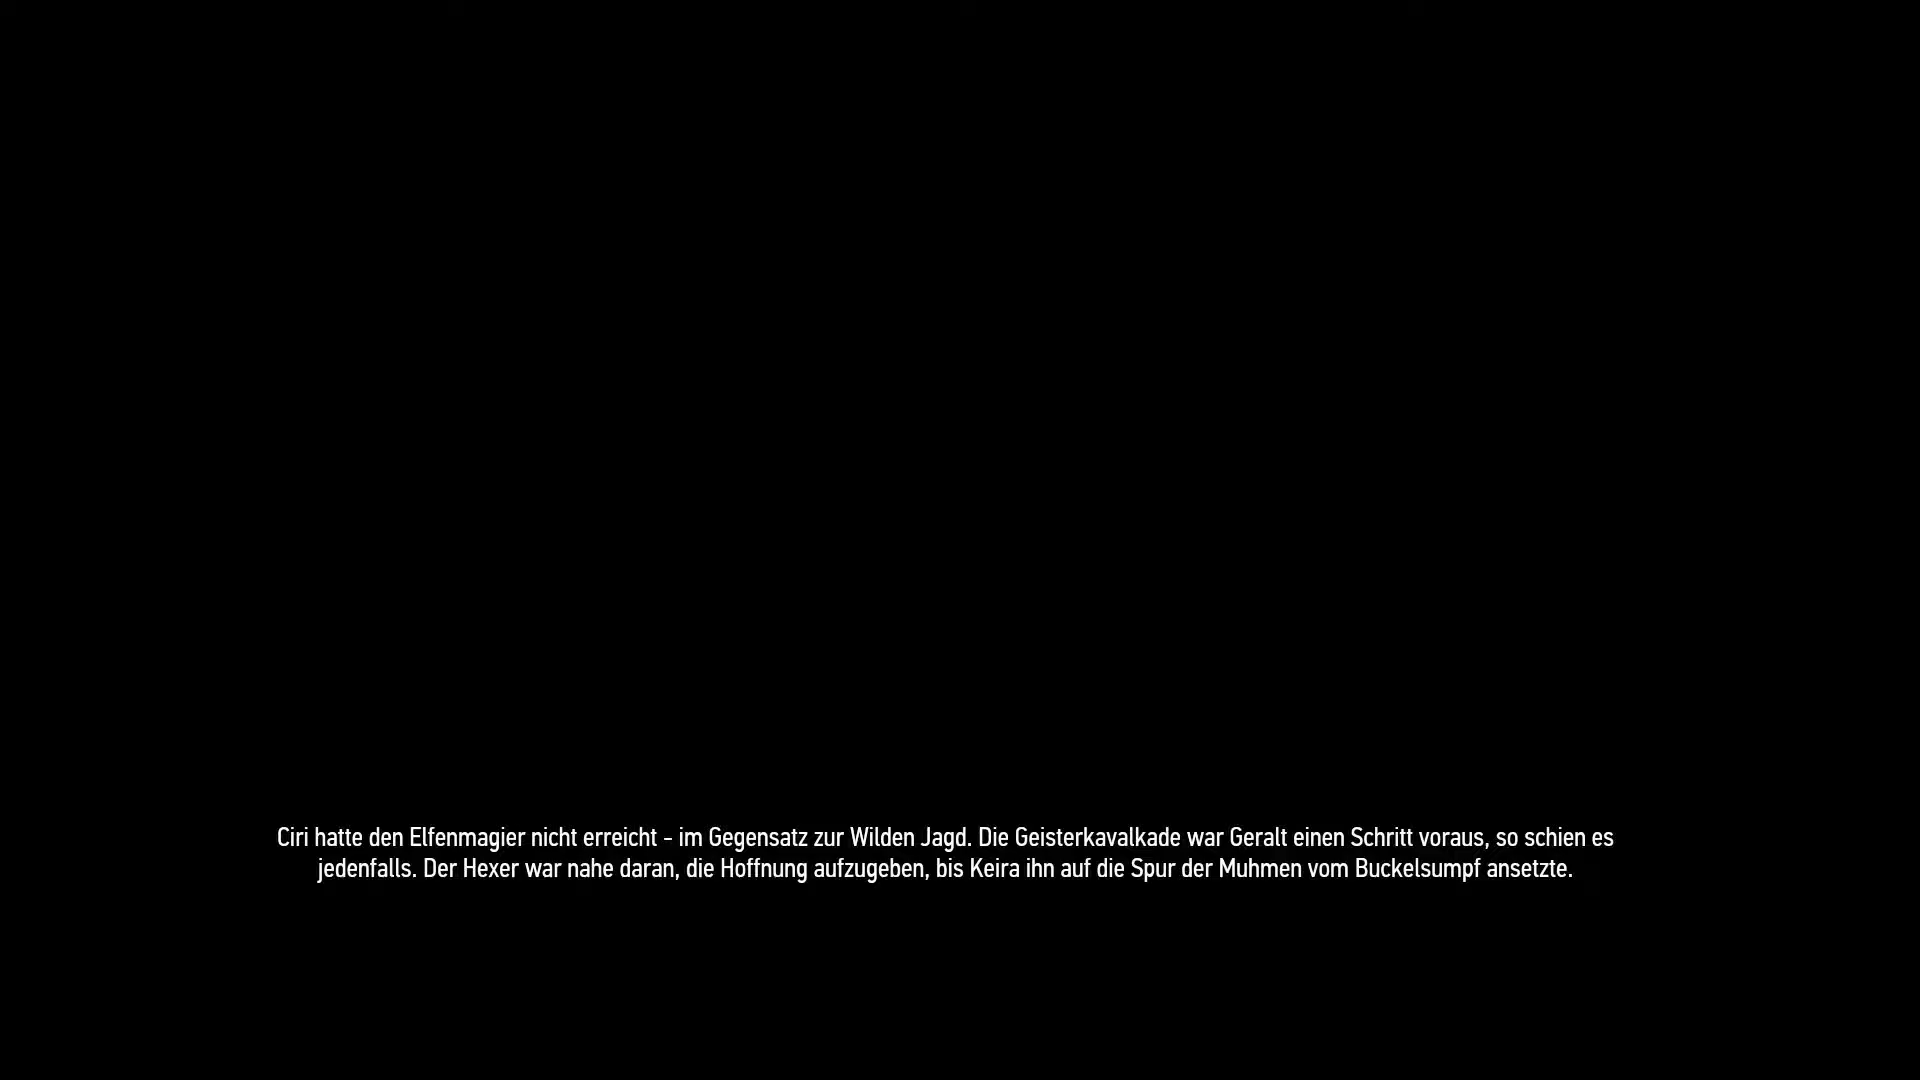 Ciri hatte den Elfenmagier nicht erreicht - im Gegensatz zur Wilden Jagd. Die Geisterkavalkade war Geralt einen Schritt voraus, so schien es
jedenfalls. Der Hexer war nahe daran, die Hoffnung aufzugeben, bis Keira ihn auf die Spur der Muhmen vom Buckelsumpf ansetzte.